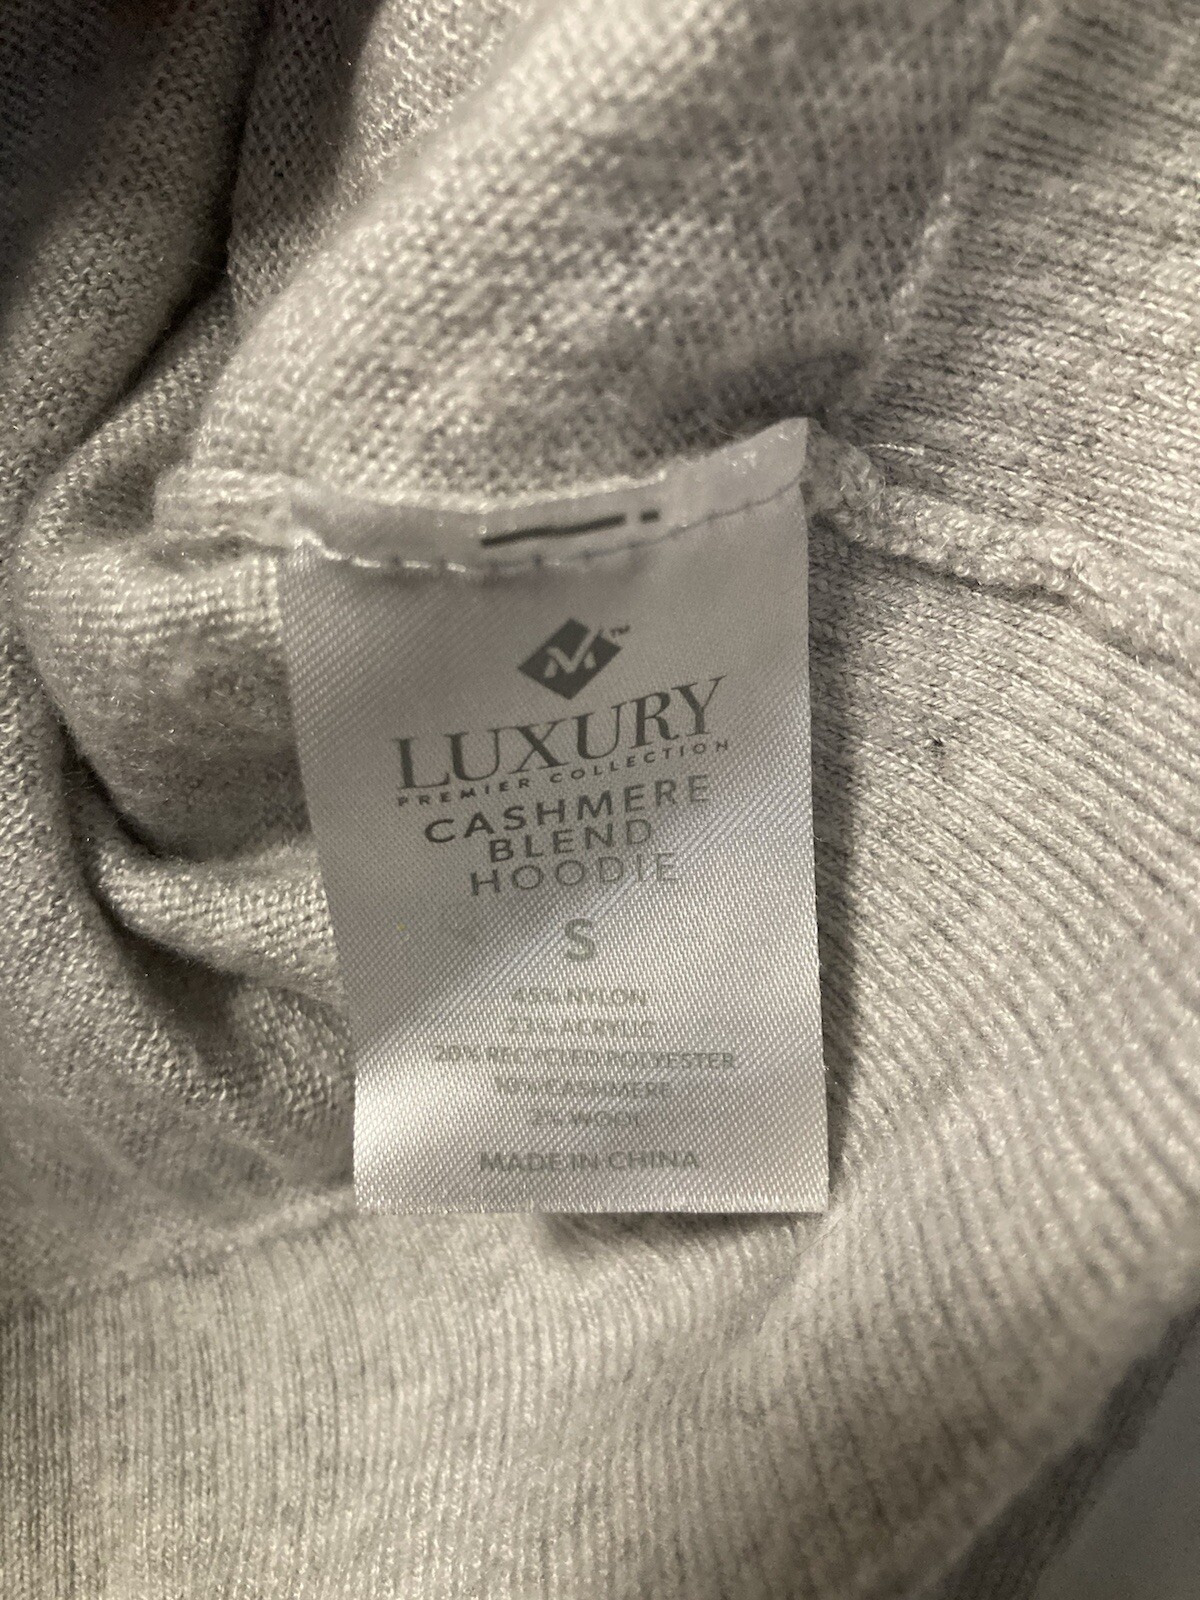 M™
LUXURY
PREMIER COLLECTION
CASHMERE
BLEND
HOODIE
S
45% NYLON
23% ACRYLIC
20% RECYCLED POLYESTER
10% CASHMERE
2% WOOL
MADE IN CHINA